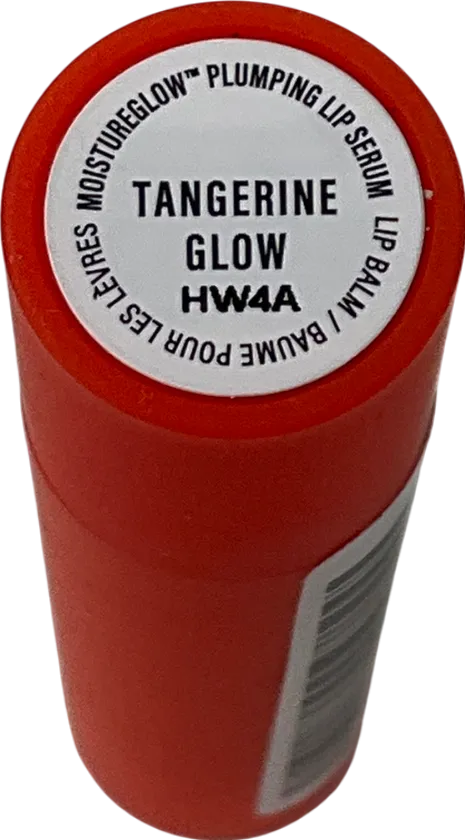 MOISTUREGLOW™ PLUMPING LIP SERUM
TANGERINE
GLOW
HW4A
LIP BALM / BAUME POUR LES LÈVRES